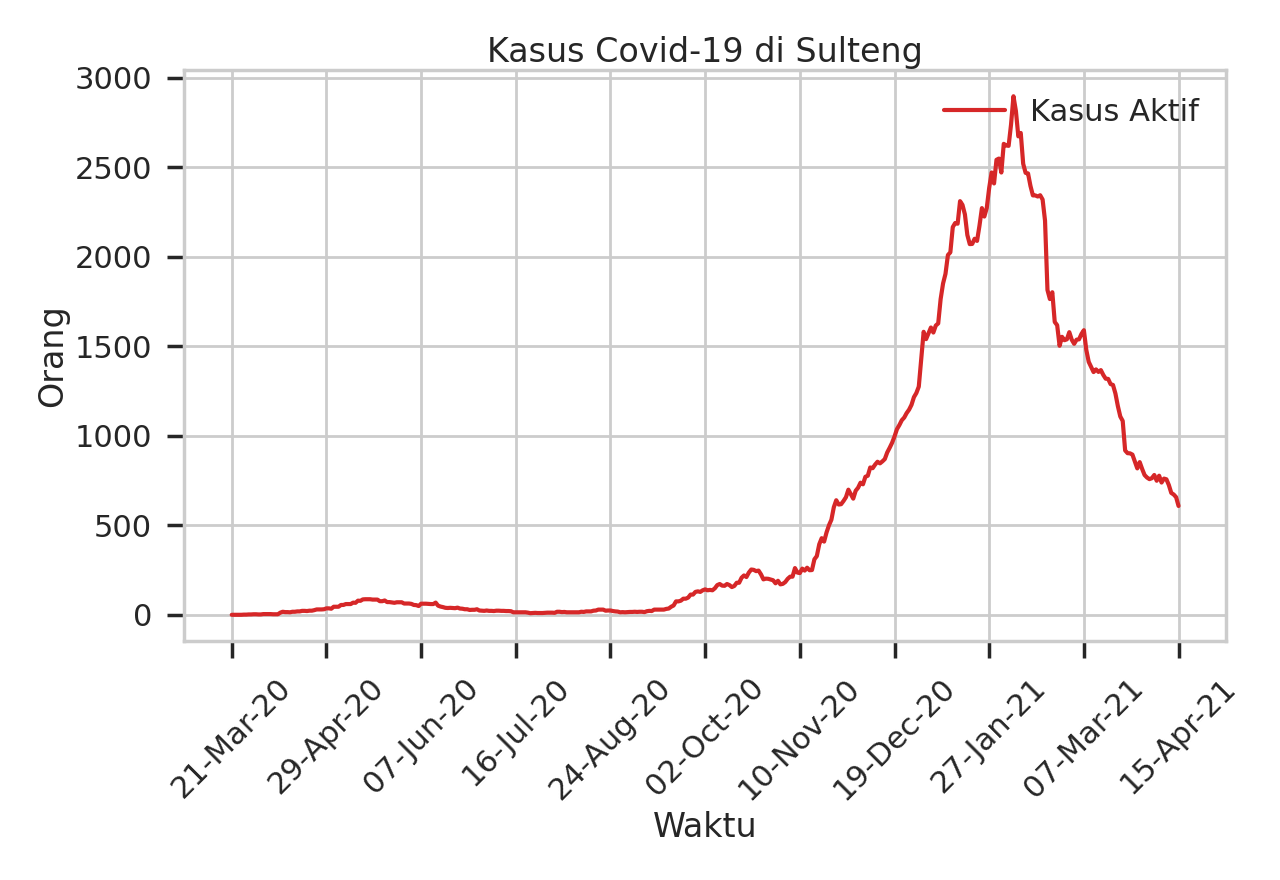 Kasus Covid-19 di Sulteng
Kasus Aktif
3000
2500
2000
1500
1000
500
0
Orang
21-Mar-20
29-Apr-20
07-Jun-20
16-Jul-20
24-Aug-20
02-Oct-20
10-Nov-20
19-Dec-20
27-Jan-21
07-Mar-21
15-Apr-21
Waktu